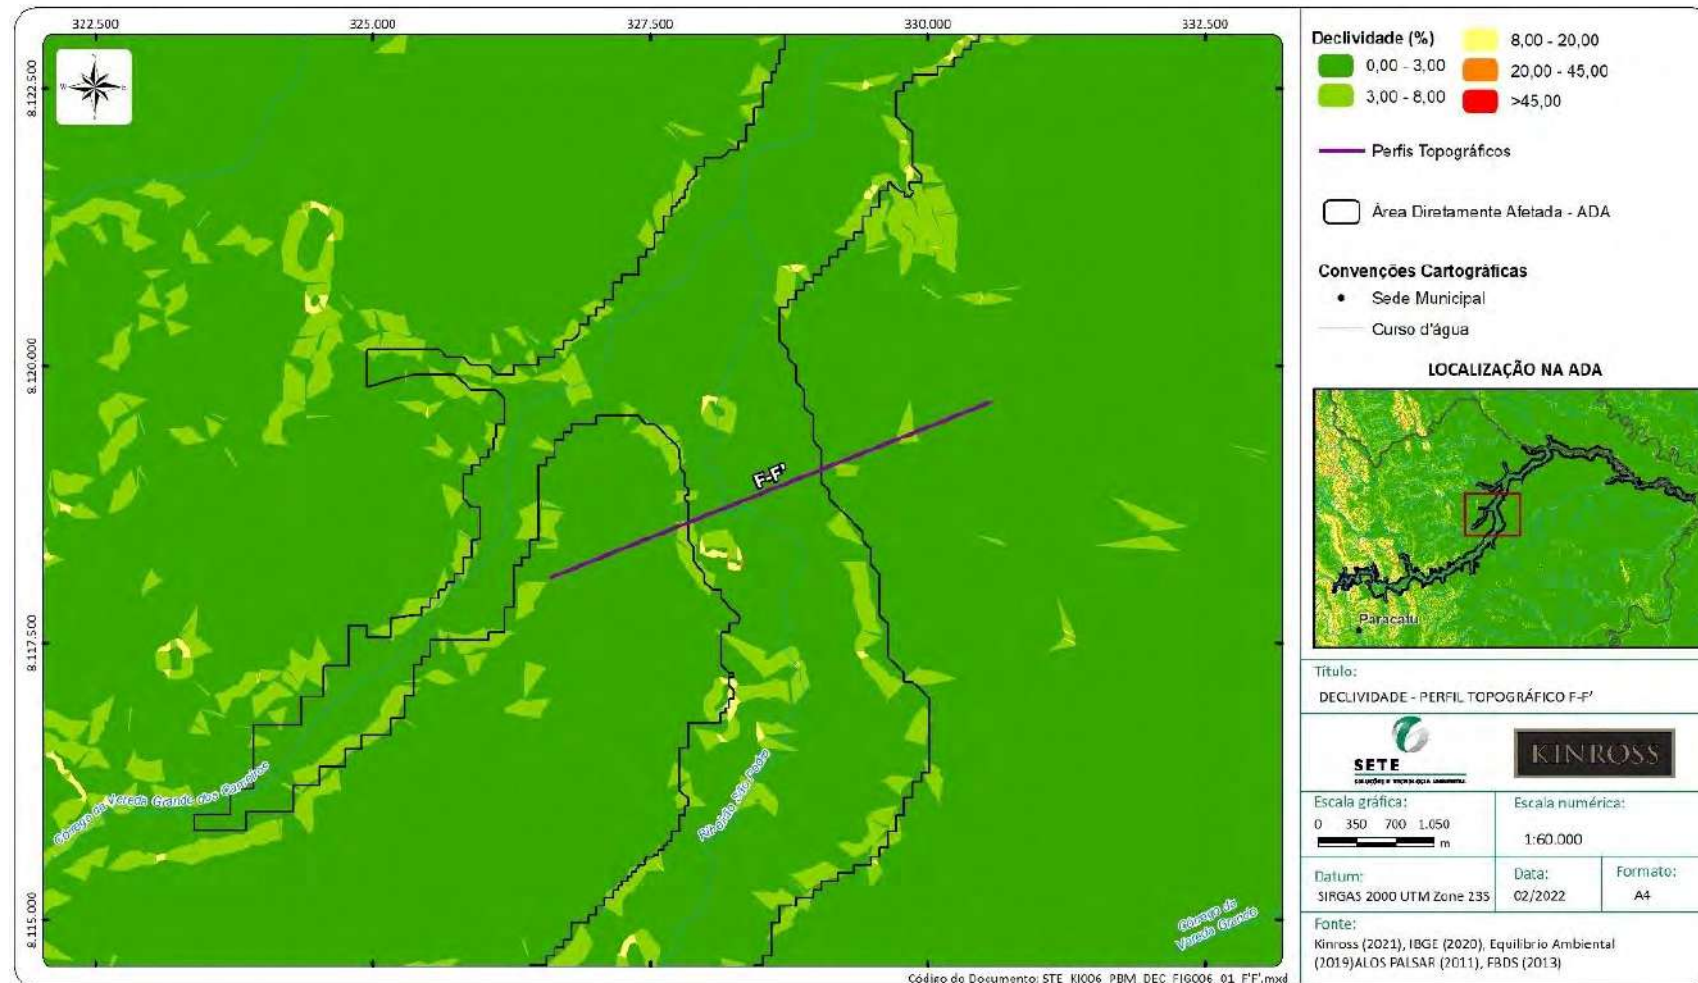 322.500
325.000
327.500
330.000
332.500
8.122.500
8.120.000
8.117.500
8.115.000
F-F'
Córrego da Vereda Grande dos Carneiros
Ribeirão São Pedro
Córrego da
Vereda Grande
Código do Documento: STE_KI006_PBM_DEC_FIG006_01_F'F'.mxd
Declividade (%)
0,00 - 3,00
3,00 - 8,00
8,00 - 20,00
20,00 - 45,00
>45,00
Perfis Topográficos
Área Diretamente Afetada - ADA
Convenções Cartográficas
Sede Municipal
Curso d'água
LOCALIZAÇÃO NA ADA
Paracatu
Título:
DECLIVIDADE - PERFIL TOPOGRÁFICO F-F'
SETE
SOLUÇÕES E TECNOLOGIA AMBIENTAL
KINROSS
Escala gráfica:
0 350 700 1.050
m
Escala numérica:
1:60.000
Datum:
SIRGAS 2000 UTM Zone 23S
Data:
02/2022
Formato:
A4
Fonte:
Kinross (2021), IBGE (2020), Equilíbrio Ambiental
(2019)ALOS PALSAR (2011), FBDS (2013)